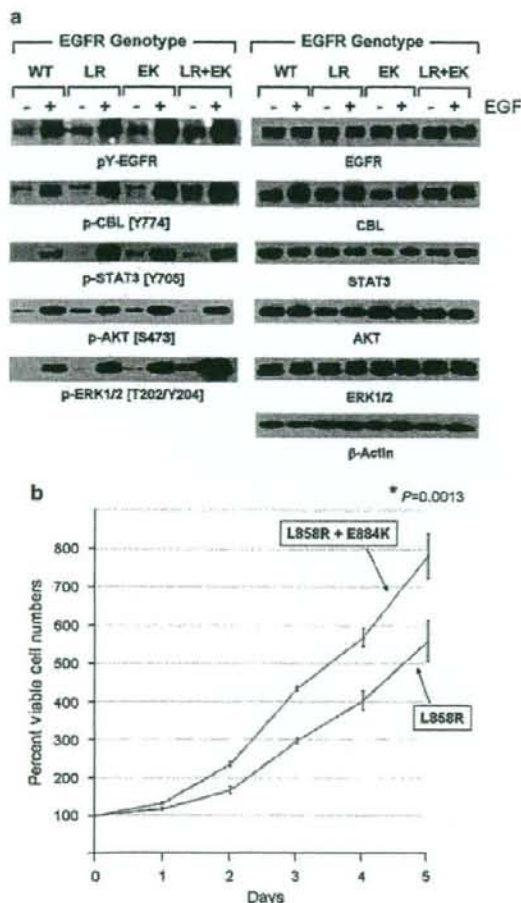 a
EGFR Genotype
EGFR Genotype
WT LR EK LR+EK
WT LR EK LR+EK
- + - + - + - +
- + - + - + - + EGF
pY-EGFR
EGFR
p-CBL [Y774]
CBL
p-STAT3 [Y705]
STAT3
p-AKT [S473]
AKT
p-ERK1/2 [T202/Y204]
ERK1/2
β-Actin
b
* P=0.0013
L858R + E884K
L858R
Percent viable cell numbers
800
700
600
500
400
300
200
100
0 1 2 3 4 5
Days